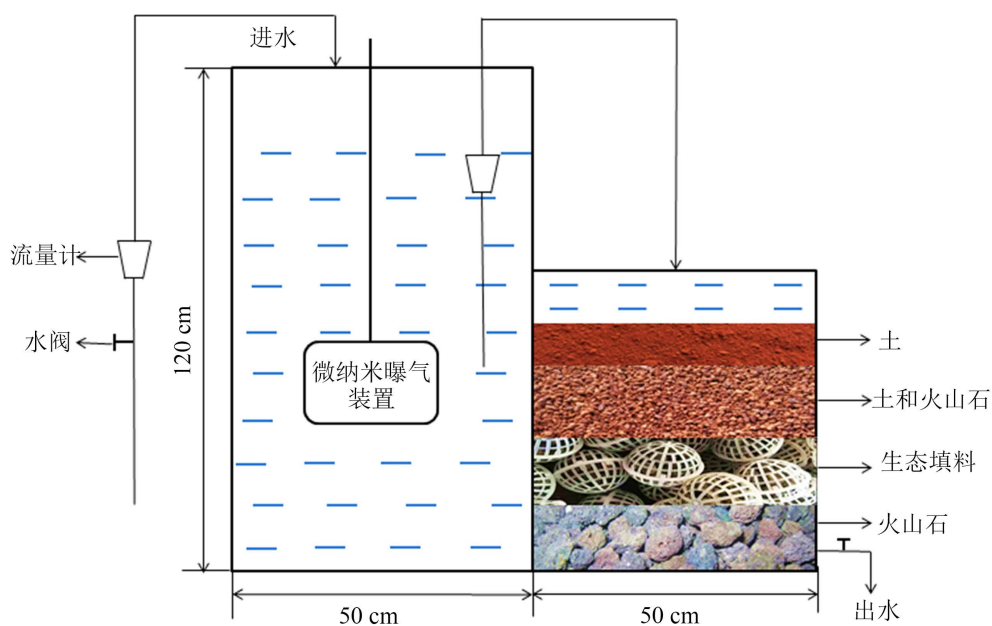 进水
流量计
水阀
120 cm
微纳米曝气
装置
土
土和火山石
生态填料
火山石
出水
50 cm
50 cm